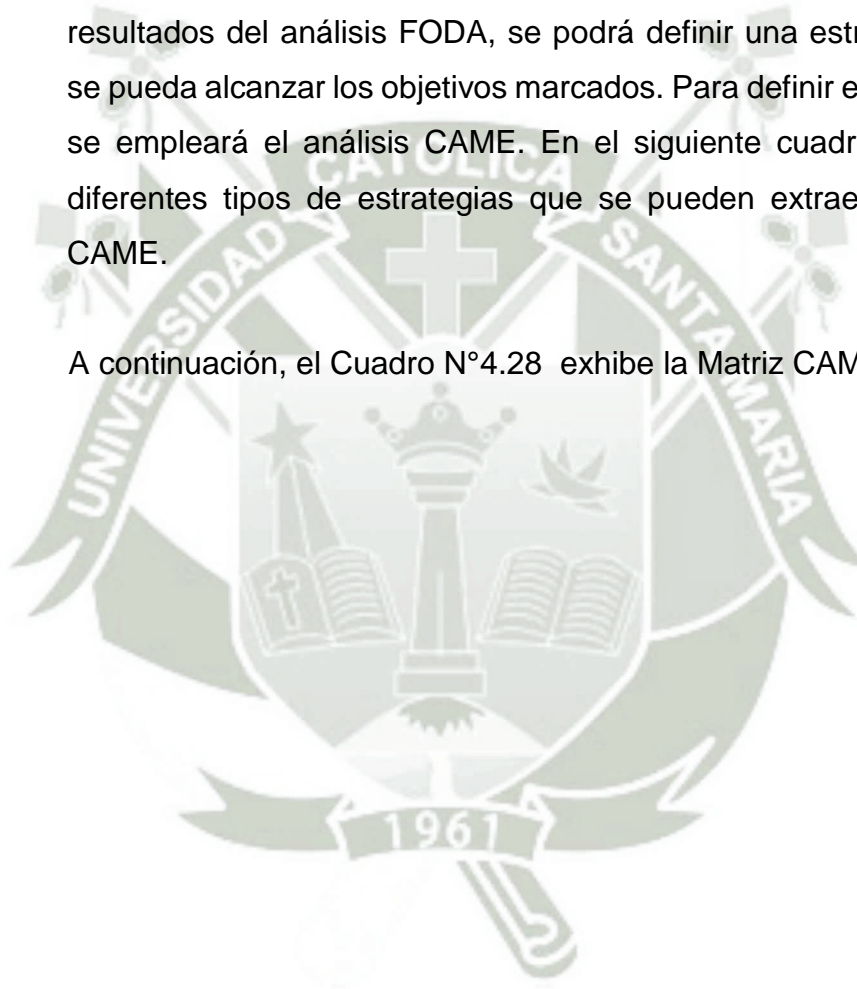 resultados del análisis FODA, se podrá definir una estr
se pueda alcanzar los objetivos marcados. Para definir e
se empleará el análisis CAME. En el siguiente cuadr
diferentes tipos de estrategias que se pueden extrae
CAME.
A continuación, el Cuadro N°4.28 exhibe la Matriz CAM
UNIVERSIDAD CATOLICA SANTA MARIA
1961